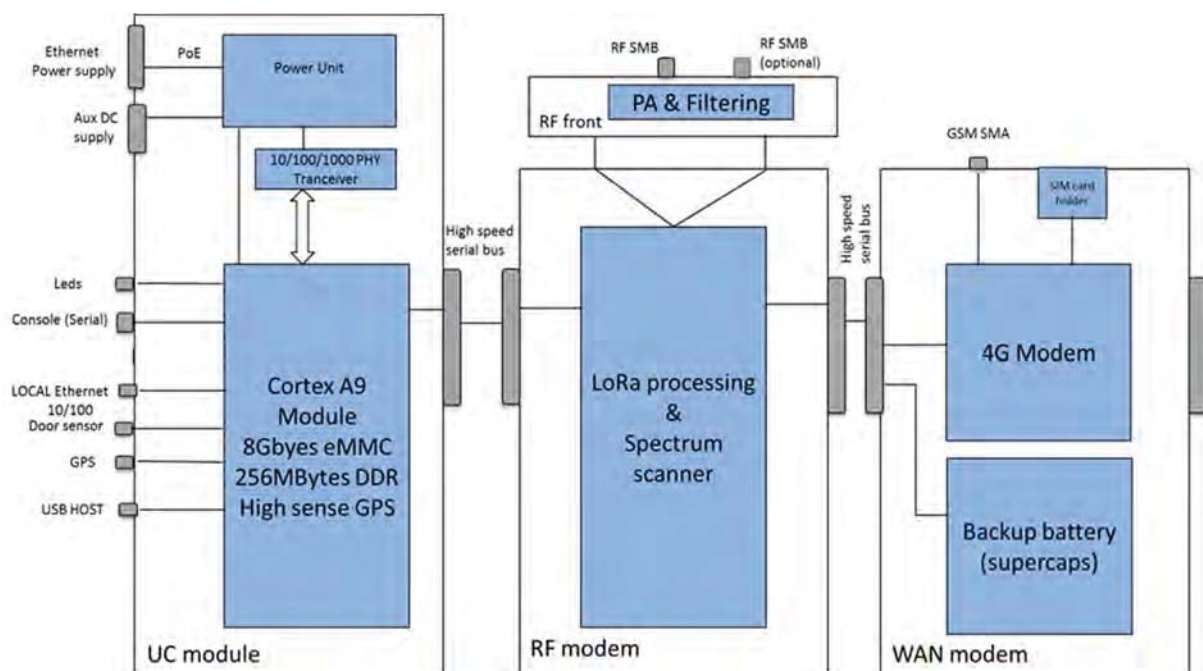 Ethernet
Power supply
PoE
Power Unit
Aux DC
supply
10/100/1000 PHY
Tranceiver
Leds
Console (Serial)
LOCAL Ethernet
10/100
Door sensor
GPS
USB HOST
Cortex A9
Module
8Gbyes eMMC
256MBytes DDR
High sense GPS
UC module
High speed
serial bus
RF SMB
RF SMB
(optional)
PA & Filtering
RF front
LoRa processing
&
Spectrum
scanner
RF modem
High speed
serial bus
GSM SMA
SIM card
holder
4G Modem
Backup battery
(supercaps)
WAN modem